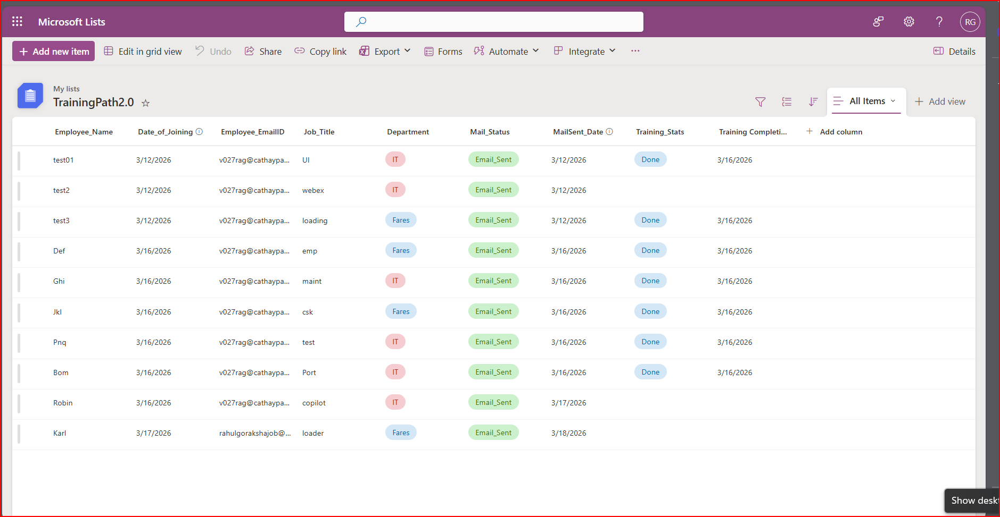 Microsoft Lists
RG
Add new item Edit in grid view Undo Share Copy link Export Forms Automate Integrate ... Details
My lists
TrainingPath2.0
All Items Add view
Employee_Name Date_of_Joining Employee_EmailID Job_Title Department Mail_Status MailSent_Date Training_Stats Training Completi... Add column
test01 3/12/2026 v027rag@cathaypa... UI IT Email_Sent 3/12/2026 Done 3/16/2026
test2 3/12/2026 v027rag@cathaypa... webex IT Email_Sent 3/12/2026
test3 3/12/2026 v027rag@cathaypa... loading Fares Email_Sent 3/12/2026 Done 3/16/2026
Def 3/16/2026 v027rag@cathaypa... emp Fares Email_Sent 3/16/2026 Done 3/16/2026
Ghi 3/16/2026 v027rag@cathaypa... maint IT Email_Sent 3/16/2026 Done 3/16/2026
Jkl 3/16/2026 v027rag@cathaypa... csk Fares Email_Sent 3/16/2026 Done 3/16/2026
Pnq 3/16/2026 v027rag@cathaypa... test IT Email_Sent 3/16/2026 Done 3/16/2026
Bom 3/16/2026 v027rag@cathaypa... Port IT Email_Sent 3/16/2026 Done 3/16/2026
Robin 3/16/2026 v027rag@cathaypa... copilot IT Email_Sent 3/17/2026
Karl 3/17/2026 rahulgorakshajob@... loader Fares Email_Sent 3/18/2026
Show deskt